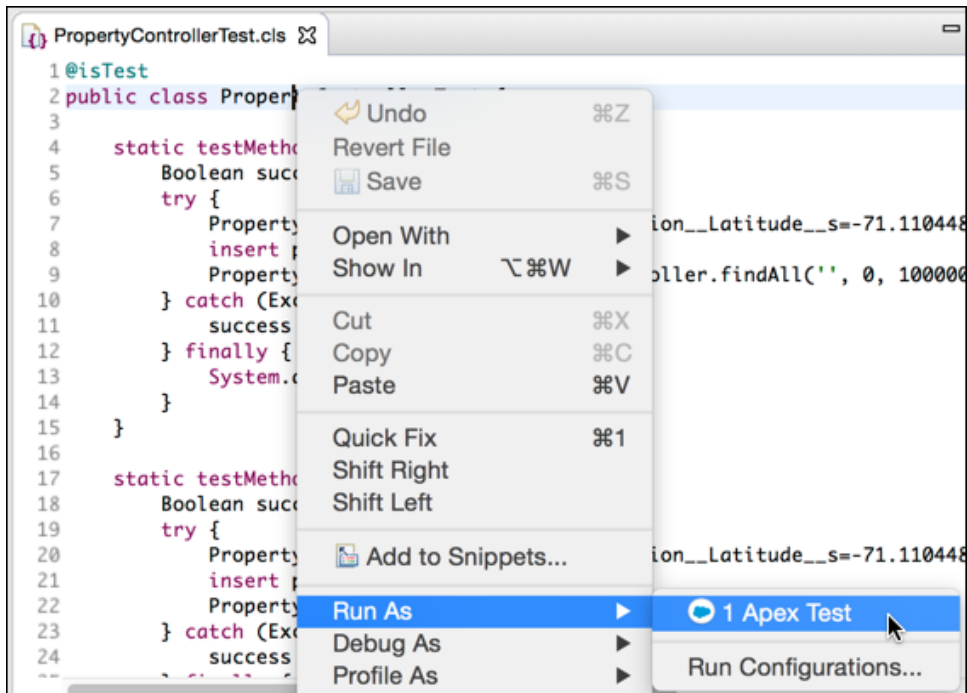 PropertyControllerTest.cls
1 @isTest
2 public class Proper
3
4 static testMetho
5 Boolean succ
6 try {
7 Property ion__Latitude__s=-71.110448
8 insert p
9 Property oller.findAll('', 0, 100000
10 } catch (Exc
11 success
12 } finally {
13 System.a
14 }
15 }
16
17 static testMetho
18 Boolean succ
19 try {
20 Property ion__Latitude__s=-71.110448
21 insert p
22 Property
23 } catch (Exc
24 success
Undo ⌘Z
Revert File
Save ⌘S
Open With ▶
Show In ⌥⌘W ▶
Cut ⌘X
Copy ⌘C
Paste ⌘V
Quick Fix ⌘1
Shift Right
Shift Left
Add to Snippets...
Run As ▶
Debug As ▶
Profile As ▶
1 Apex Test
Run Configurations...